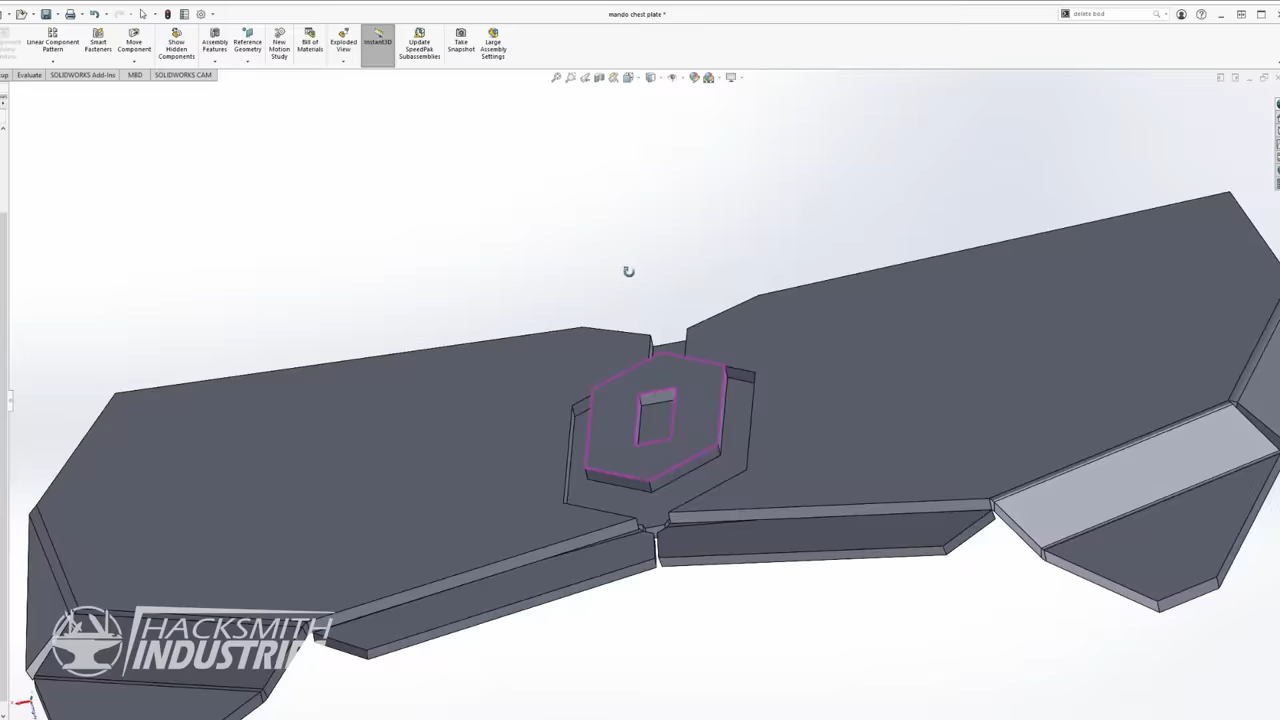 mando chest plate *
delete bod
Linear Component Pattern
Smart Fasteners
Move Component
Show Hidden Components
Assembly Features
Reference Geometry
New Motion Study
Bill of Materials
Exploded View
Instant3D
Update SpeedPak Subassemblies
Take Snapshot
Large Assembly Settings
Evaluate
SOLIDWORKS Add-Ins
MBD
SOLIDWORKS CAM
HACKSMITH
INDUSTRI